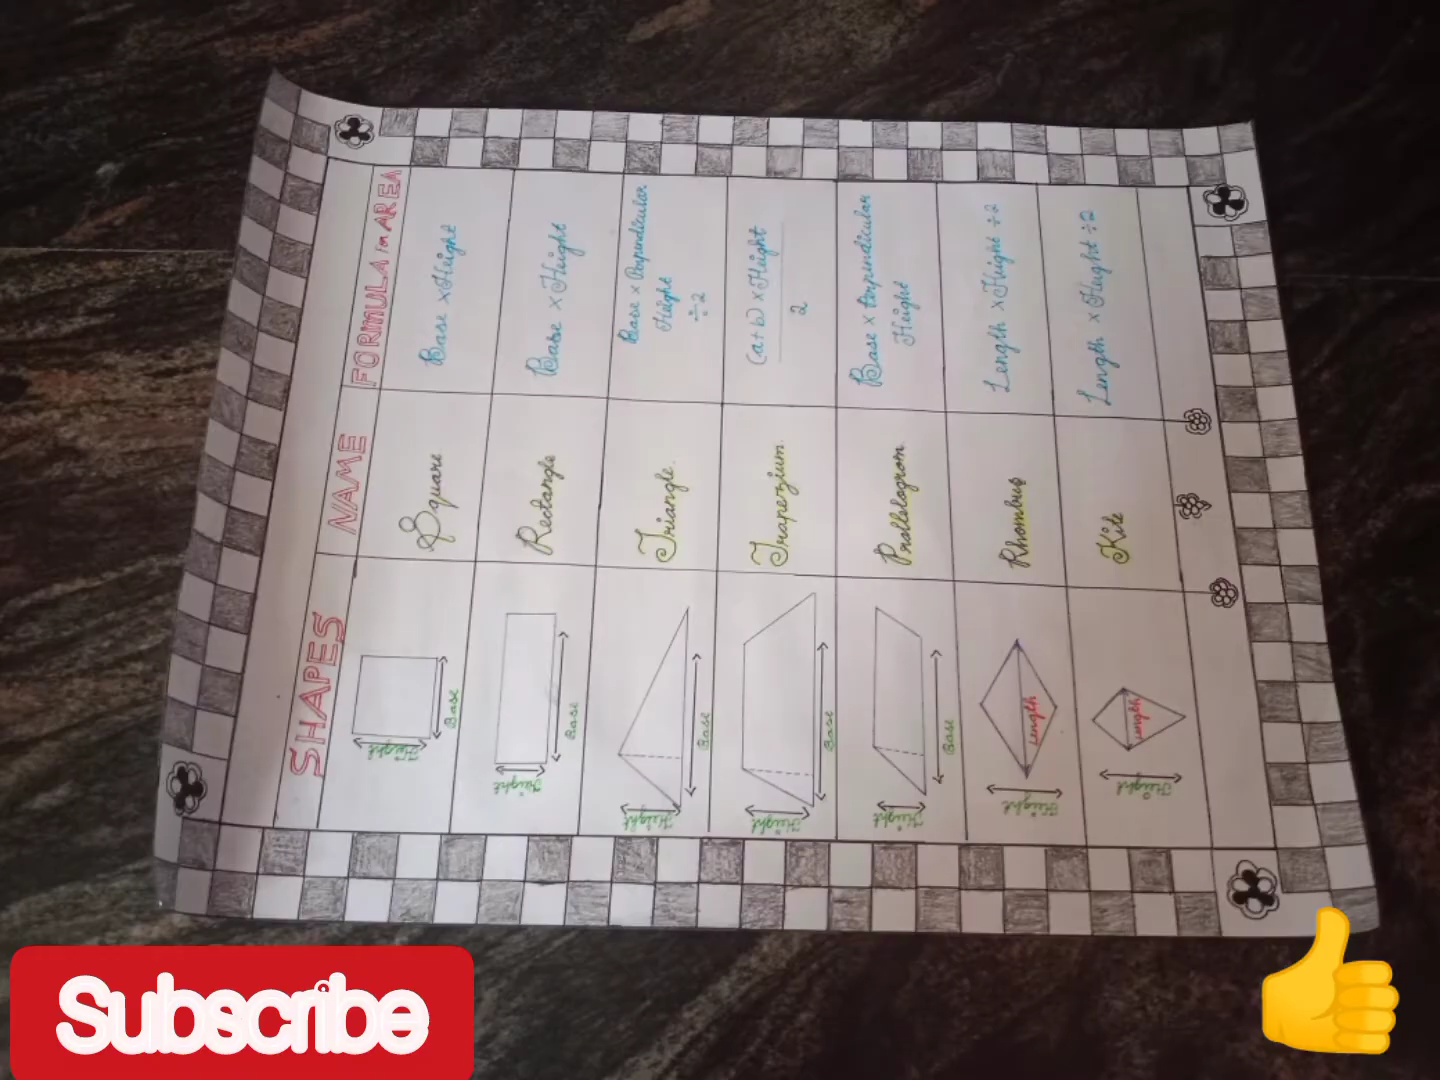 SHAPES
NAME
FORMULA for AREA
Height
Base
Square
Base × Height
Height
Base
Rectangle
Base × Height
Height
Base
Triangle.
Base × Perpendicular
Height
÷2
Height
Base
Trapezium.
(a+b) × Height
2
Height
Base
Base × Perpendicular
Height
Height
Length
Rhombus
Length × Height ÷2
Height
Length
Kite
Length × Height ÷2
Subscribe